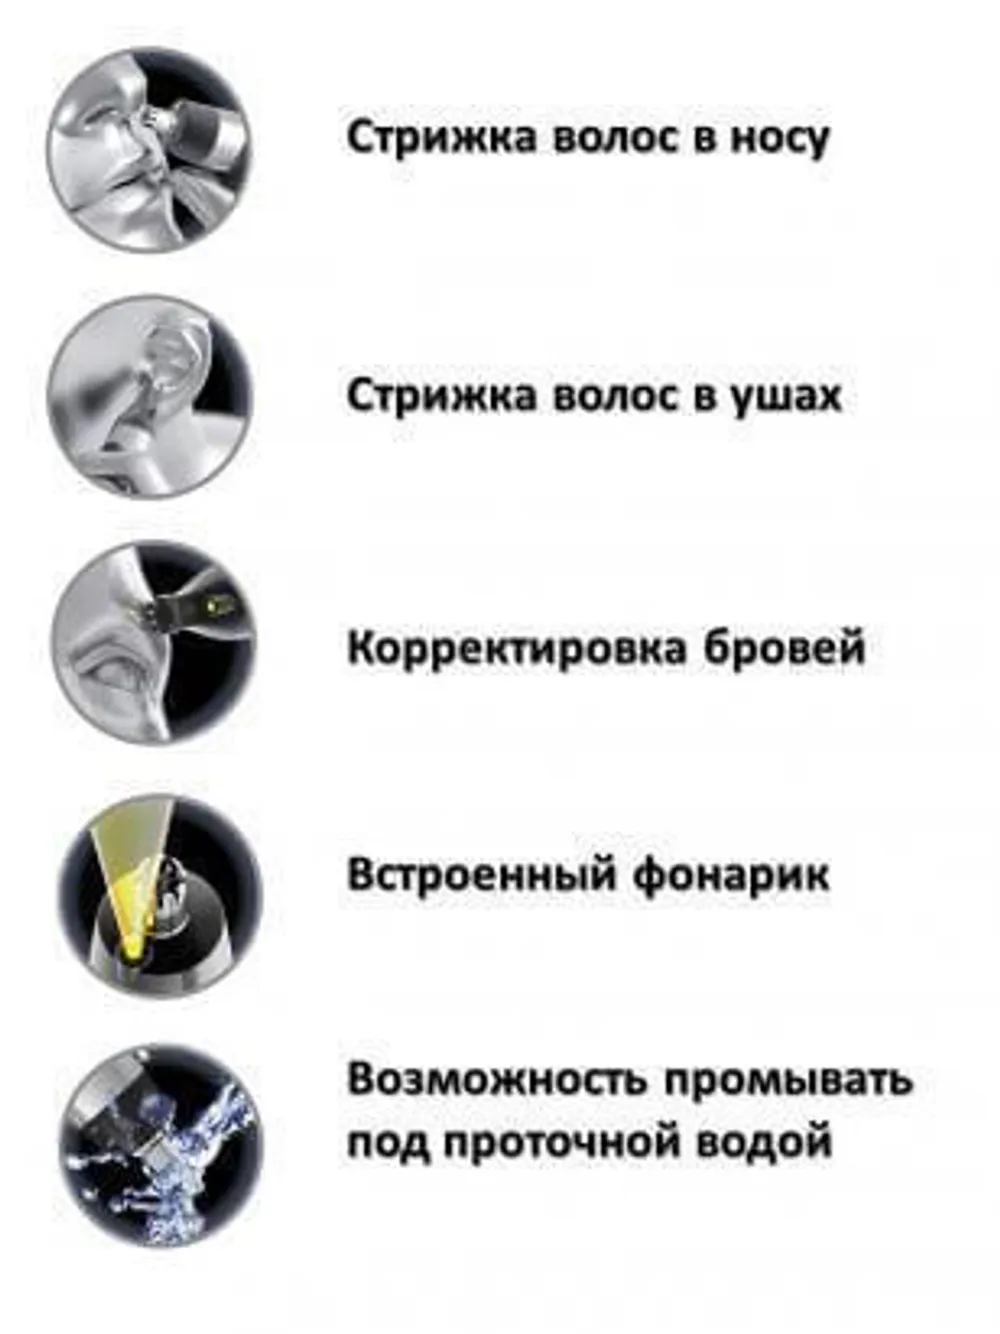 Стрижка волос в носу
Стрижка волос в ушах
Корректировка бровей
Встроенный фонарик
Возможность промывать
под проточной водой